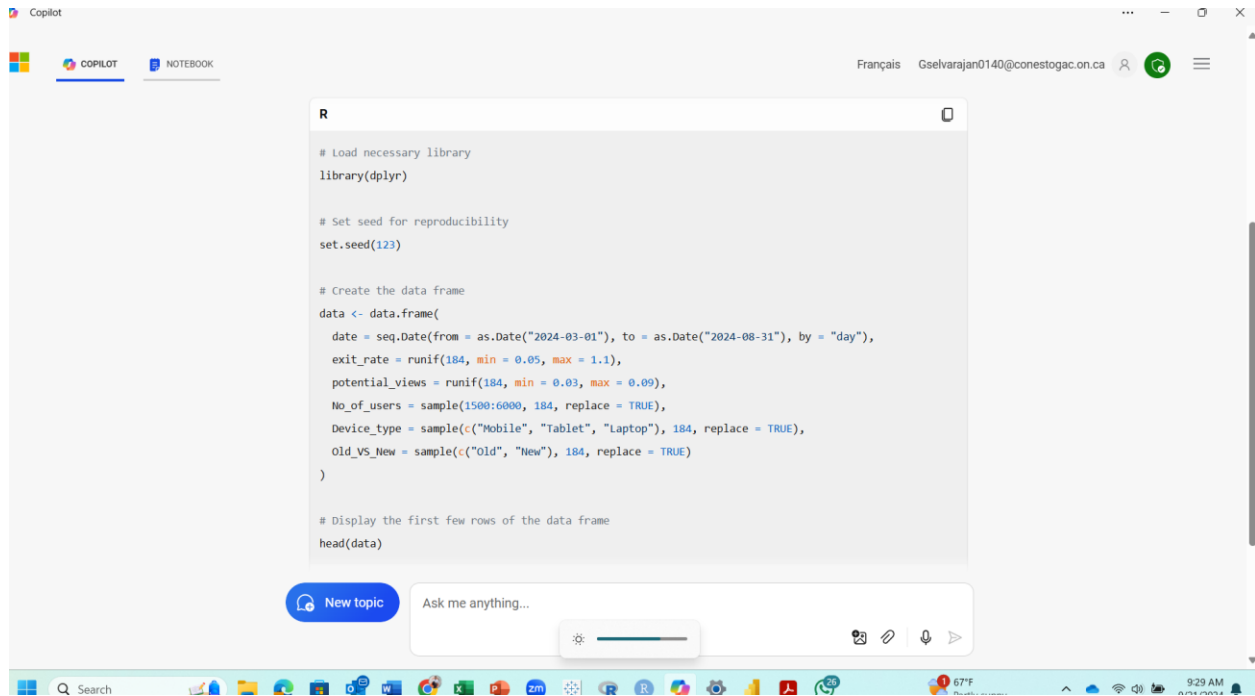 Copilot
COPILOT
NOTEBOOK
Français
Gselvarajan0140@conestogac.on.ca
R
# Load necessary library
library(dplyr)
# Set seed for reproducibility
set.seed(123)
# Create the data frame
data <- data.frame(
date = seq.Date(from = as.Date("2024-03-01"), to = as.Date("2024-08-31"), by = "day"),
exit_rate = runif(184, min = 0.05, max = 1.1),
potential_views = runif(184, min = 0.03, max = 0.09),
No_of_users = sample(1500:6000, 184, replace = TRUE),
Device_type = sample(c("Mobile", "Tablet", "Laptop"), 184, replace = TRUE),
Old_VS_New = sample(c("Old", "New"), 184, replace = TRUE)
)
# Display the first few rows of the data frame
head(data)
New topic
Ask me anything...
Search
zm
26
1
67°F
9:29 AM